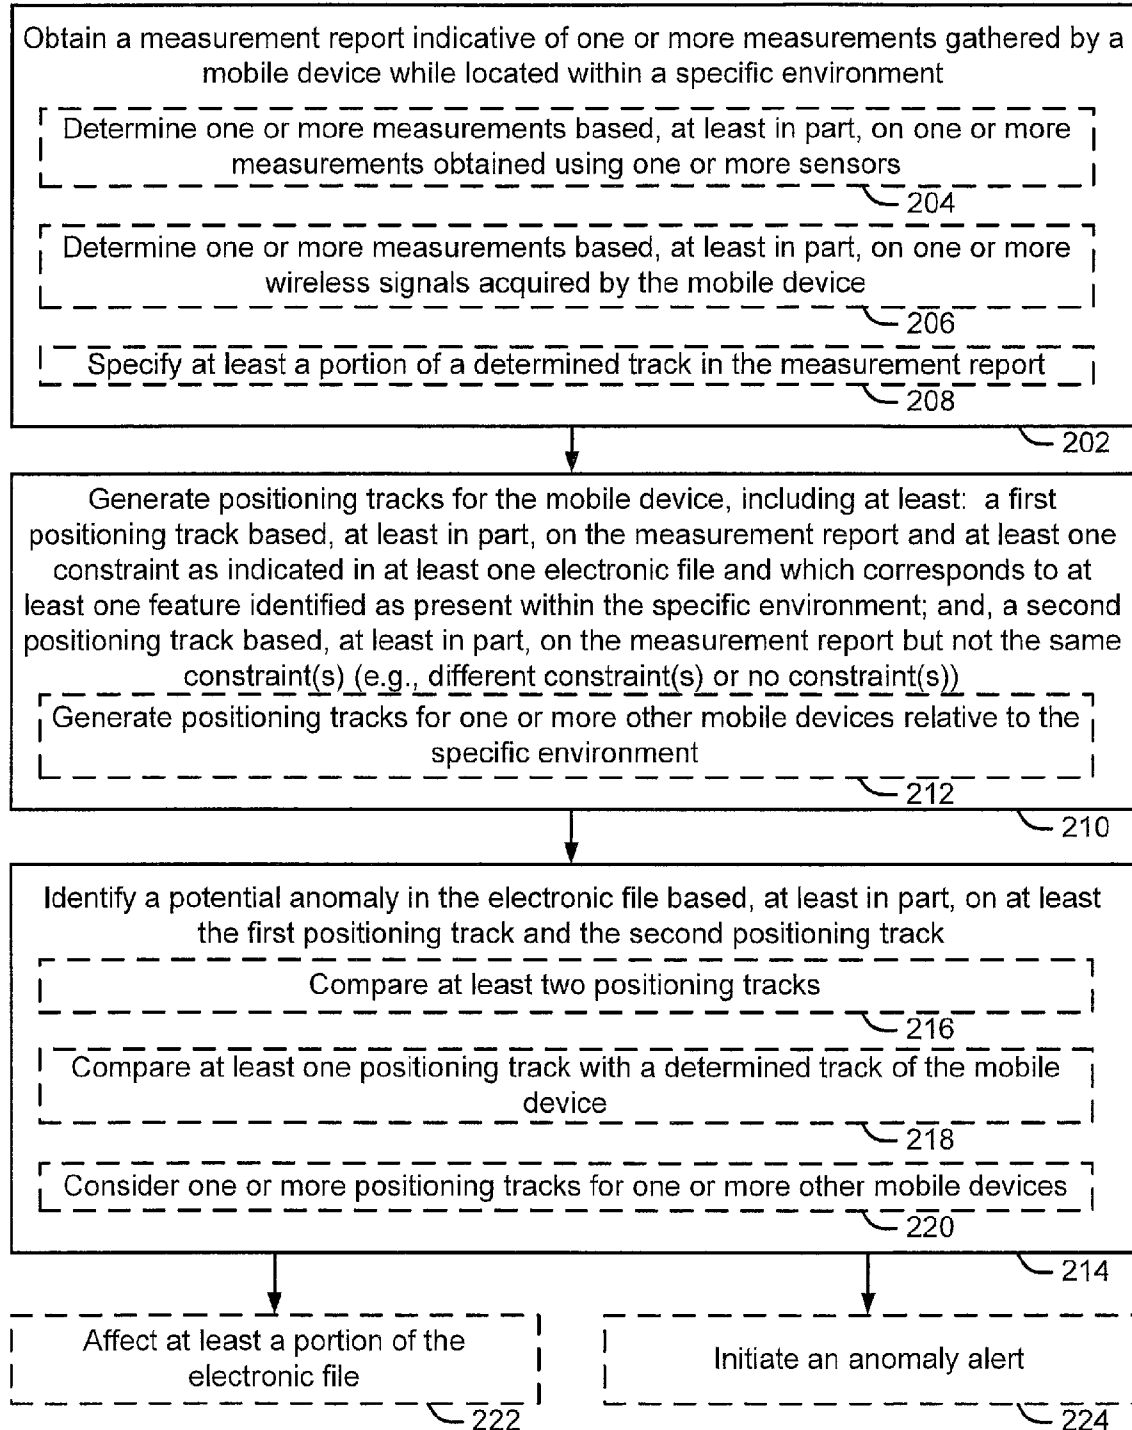 Obtain a measurement report indicative of one or more measurements gathered by a
mobile device while located within a specific environment
Determine one or more measurements based, at least in part, on one or more
measurements obtained using one or more sensors
204
Determine one or more measurements based, at least in part, on one or more
wireless signals acquired by the mobile device
206
Specify at least a portion of a determined track in the measurement report
208
202
Generate positioning tracks for the mobile device, including at least: a first
positioning track based, at least in part, on the measurement report and at least one
constraint as indicated in at least one electronic file and which corresponds to at
least one feature identified as present within the specific environment; and, a second
positioning track based, at least in part, on the measurement report but not the same
constraint(s) (e.g., different constraint(s) or no constraint(s))
Generate positioning tracks for one or more other mobile devices relative to the
specific environment
212
210
Identify a potential anomaly in the electronic file based, at least in part, on at least
the first positioning track and the second positioning track
Compare at least two positioning tracks
216
Compare at least one positioning track with a determined track of the mobile
device
218
Consider one or more positioning tracks for one or more other mobile devices
220
214
Affect at least a portion of the
electronic file
222
Initiate an anomaly alert
224